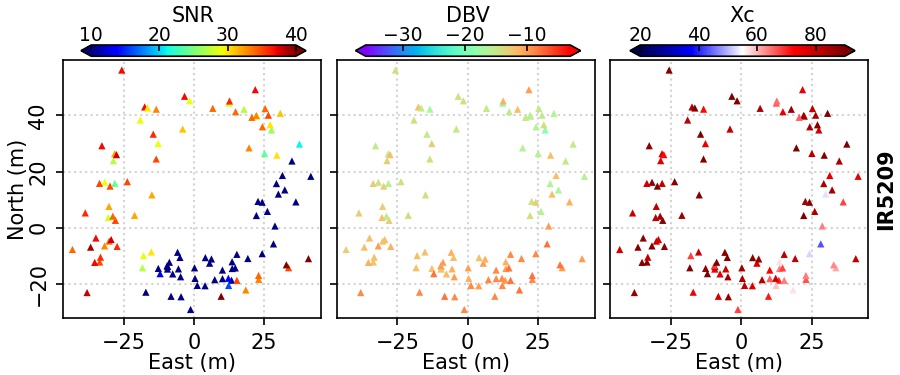 SNR DBV Xc
10 20 30 40 −30 −20 −10 20 40 60 80
North (m)
40
20
0
−20
−25 0 25 −25 0 25 −25 0 25
East (m) East (m) East (m)
IR5209